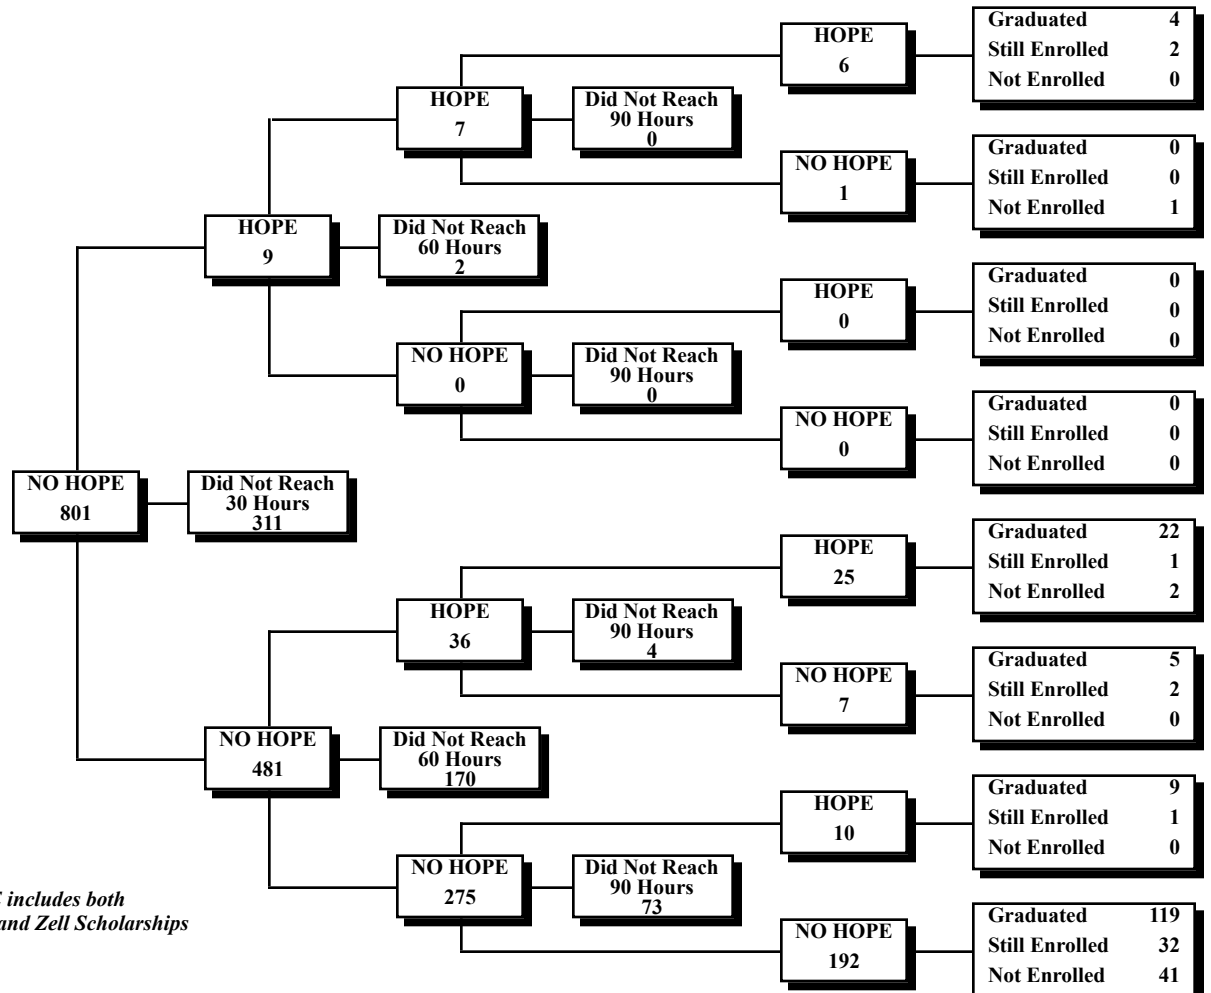 HOPE
6
Graduated 4
Still Enrolled 2
Not Enrolled 0
HOPE
7
Did Not Reach
90 Hours
0
NO HOPE
1
Graduated 0
Still Enrolled 0
Not Enrolled 1
HOPE
9
Did Not Reach
60 Hours
2
HOPE
0
Graduated 0
Still Enrolled 0
Not Enrolled 0
NO HOPE
0
Did Not Reach
90 Hours
0
NO HOPE
0
Graduated 0
Still Enrolled 0
Not Enrolled 0
NO HOPE
801
Did Not Reach
30 Hours
311
HOPE
25
Graduated 22
Still Enrolled 1
Not Enrolled 2
HOPE
36
Did Not Reach
90 Hours
4
NO HOPE
7
Graduated 5
Still Enrolled 2
Not Enrolled 0
NO HOPE
481
Did Not Reach
60 Hours
170
HOPE
10
Graduated 9
Still Enrolled 1
Not Enrolled 0
NO HOPE
275
Did Not Reach
90 Hours
73
NO HOPE
192
Graduated 119
Still Enrolled 32
Not Enrolled 41
includes both
and Zell Scholarships